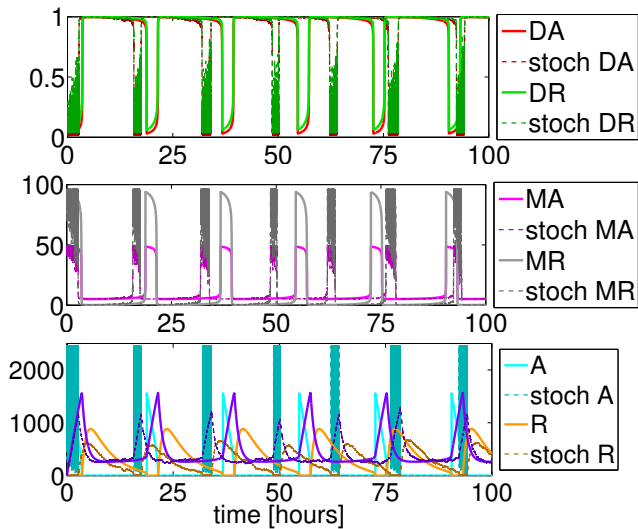 1
0.5
0
0 25 50 75 100
DA
stoch DA
DR
stoch DR
100
50
0
0 25 50 75 100
MA
stoch MA
MR
stoch MR
2000
1000
0
0 25 50 75 100
time [hours]
A
stoch A
R
stoch R